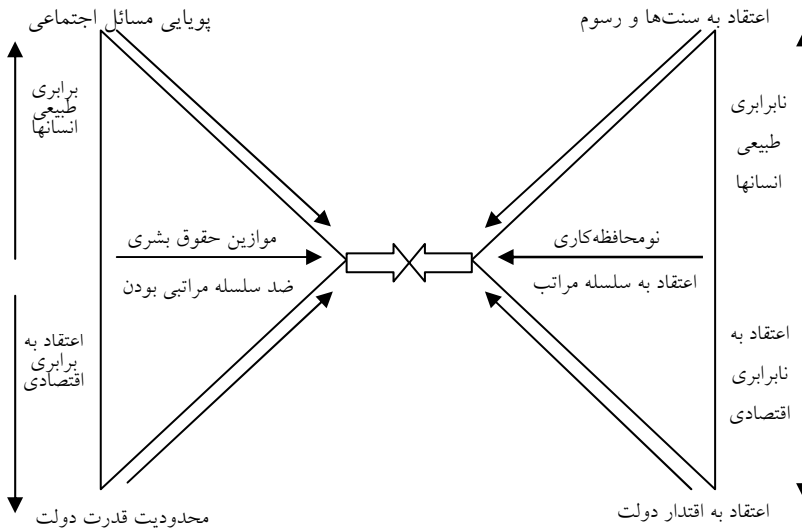 اعتقاد به سنت‌ها و رسوم
پویایی مسائل اجتماعی
نابرابری
طبیعی
انسانها
برابری
طبیعی
انسانها
نومحافظه‌کاری
اعتقاد به سلسله مراتب
موازین حقوق بشری
ضد سلسله مراتبی بودن
اعتقاد به
نابرابری
اقتصادی
اعتقاد به
برابری
اقتصادی
اعتقاد به اقتدار دولت
محدودیت قدرت دولت